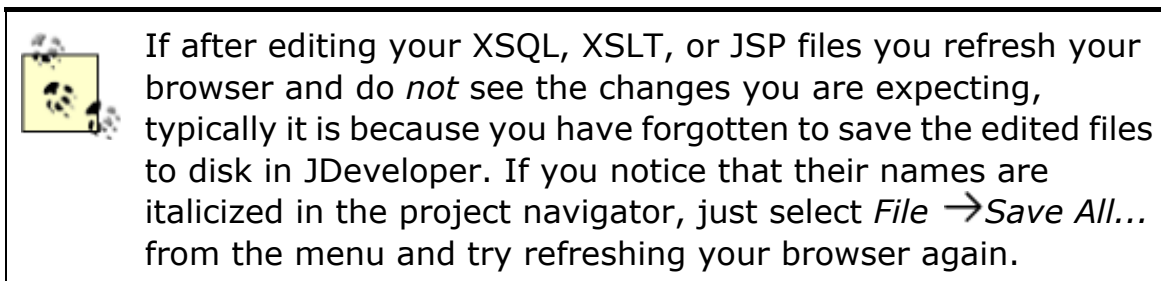 If after editing your XSQL, XSLT, or JSP files you refresh your
browser and do not see the changes you are expecting,
typically it is because you have forgotten to save the edited files
to disk in JDeveloper. If you notice that their names are
italicized in the project navigator, just select File →Save All...
from the menu and try refreshing your browser again.